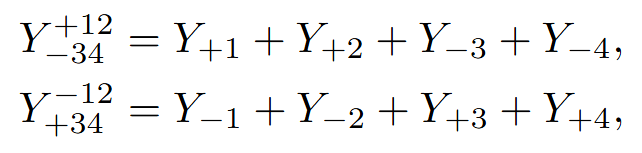 Y^{+12}_{-34} = Y_{+1} + Y_{+2} + Y_{-3} + Y_{-4},
Y^{-12}_{+34} = Y_{-1} + Y_{-2} + Y_{+3} + Y_{+4},